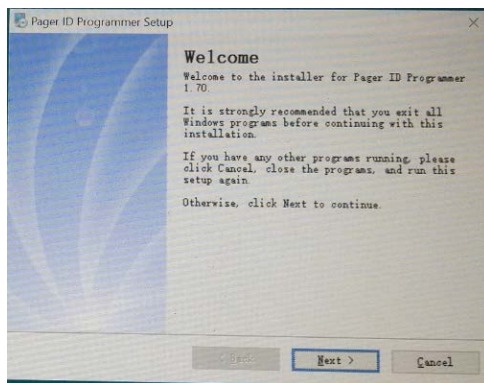 Pager ID Programmer Setup
Welcome
Welcome to the installer for Pager ID Programmer
1.70.
It is strongly recommended that you exit all
Windows programs before continuing with this
installation.
If you have any other programs running, please
click Cancel, close the programs, and run this
setup again.
Otherwise, click Next to continue.
< Back
Next >
Cancel